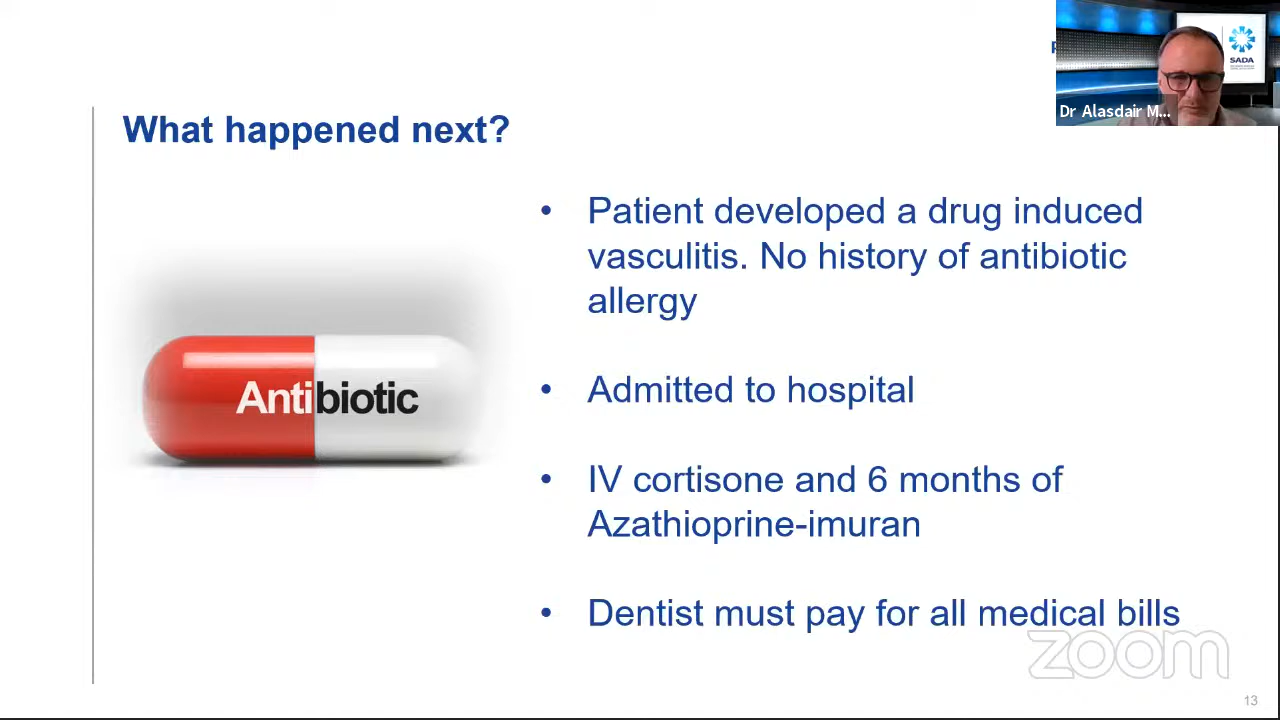 SADA
Dr Alasdair M...
What happened next?
• Patient developed a drug induced
vasculitis. No history of antibiotic
allergy
Antibiotic
• Admitted to hospital
• IV cortisone and 6 months of
Azathioprine-imuran
• Dentist must pay for all medical bills
zoom
13